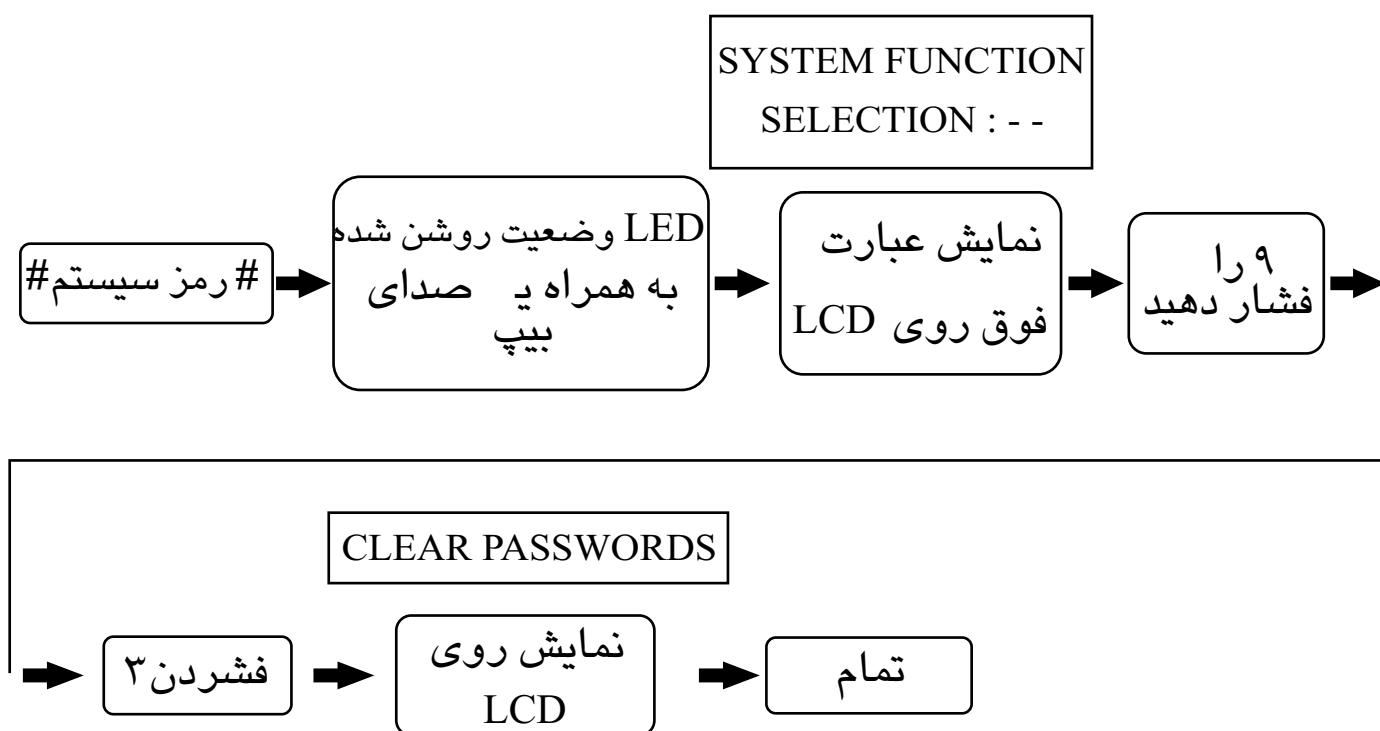 SYSTEM FUNCTION
SELECTION : - -
#رمز سیستم#
LED وضعیت روشن شده
به همراه یـ صدای
بیپ
نمایش عبارت
فوق روی LCD
۹ را
فشار دهید
CLEAR PASSWORDS
فشردن۳
نمایش روی
LCD
تمام